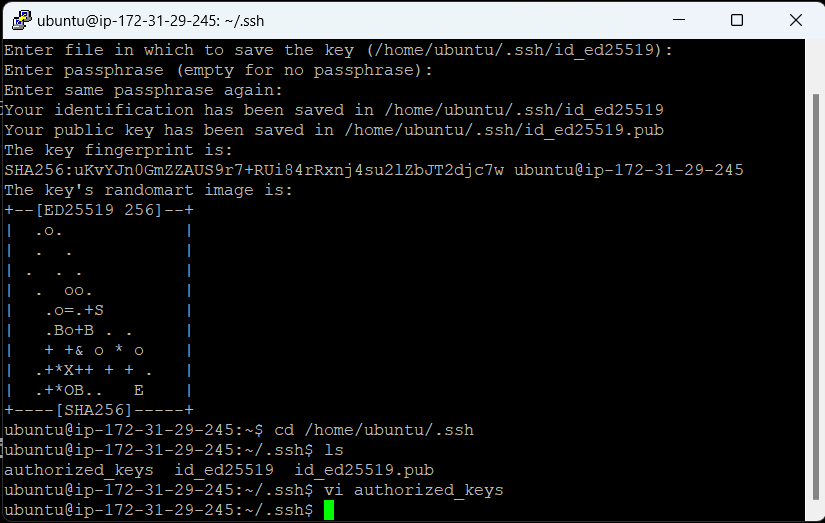 ubuntu@ip-172-31-29-245: ~/.ssh
Enter file in which to save the key (/home/ubuntu/.ssh/id_ed25519):
Enter passphrase (empty for no passphrase):
Enter same passphrase again:
Your identification has been saved in /home/ubuntu/.ssh/id_ed25519
Your public key has been saved in /home/ubuntu/.ssh/id_ed25519.pub
The key fingerprint is:
SHA256:uKvYJn0GmZZAUS9r7+RUi84rRxnj4su2lZbJT2djc7w ubuntu@ip-172-31-29-245
The key's randomart image is:
+--[ED25519 256]--+
|  .o.            |
|  .  .           |
| .  . .          |
|  .  oo.         |
|   .o=.+S        |
|   .Bo+B . .     |
|   + +& o * o    |
|  .+*X++ + + .   |
|  .+*OB..   E    |
+----[SHA256]-----+
ubuntu@ip-172-31-29-245:~$ cd /home/ubuntu/.ssh
ubuntu@ip-172-31-29-245:~/.ssh$ ls
authorized_keys  id_ed25519  id_ed25519.pub
ubuntu@ip-172-31-29-245:~/.ssh$ vi authorized_keys
ubuntu@ip-172-31-29-245:~/.ssh$